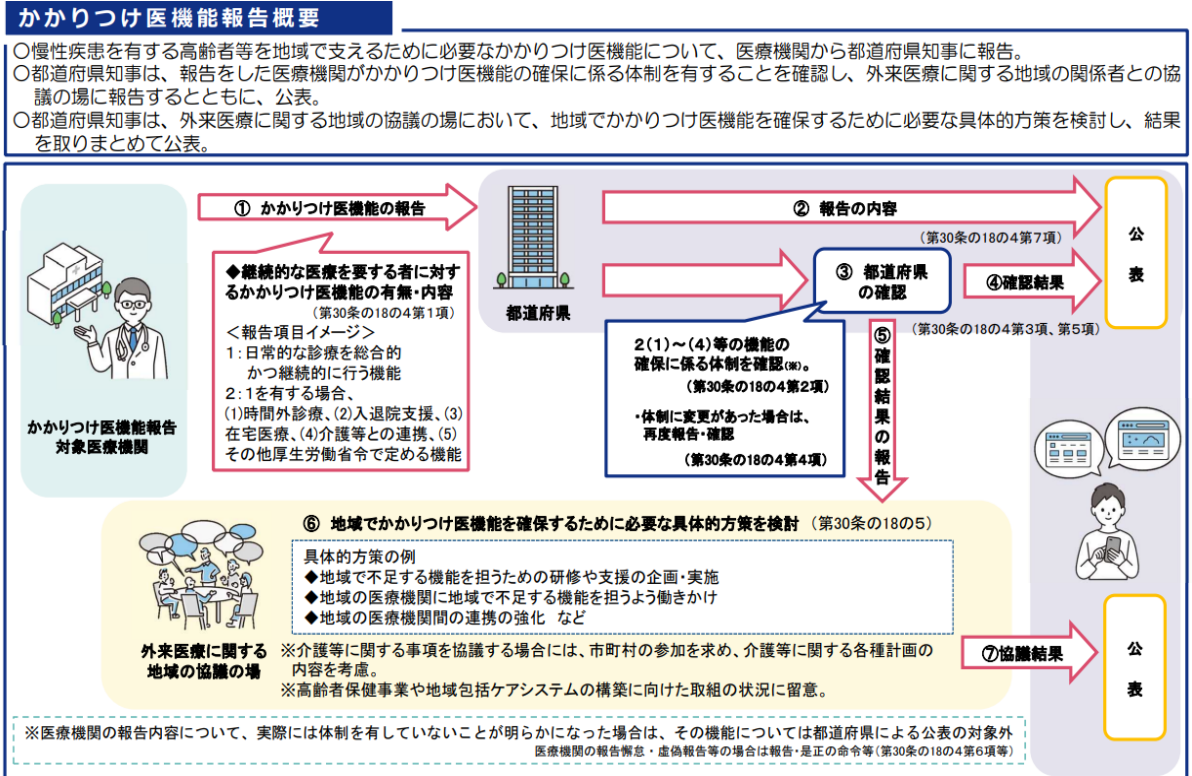 かかりつけ医機能報告概要
○慢性疾患を有する高齢者等を地域で支えるために必要なかかりつけ医機能について、医療機関から都道府県知事に報告。
○都道府県知事は、報告をした医療機関がかかりつけ医機能の確保に係る体制を有することを確認し、外来医療に関する地域の関係者との協
議の場に報告するとともに、公表。
○都道府県知事は、外来医療に関する地域の協議の場において、地域でかかりつけ医機能を確保するために必要な具体的方策を検討し、結果
を取りまとめて公表。
かかりつけ医機能報告
対象医療機関
① かかりつけ医機能の報告
◆継続的な医療を要する者に対す
るかかりつけ医機能の有無・内容
(第30条の18の4第1項)
<報告項目イメージ>
1:日常的な診療を総合的
かつ継続的に行う機能
2:1を有する場合、
(1)時間外診療、(2)入退院支援、(3)
在宅医療、(4)介護等との連携、(5)
その他厚生労働省令で定める機能
都道府県
② 報告の内容
(第30条の18の4第7項)
③ 都道府県
の確認
④確認結果
(第30条の18の4第3項、第5項)
公
表
2(1)~(4)等の機能の
確保に係る体制を確認(※)。
(第30条の18の4第2項)
・体制に変更があった場合は、
再度報告・確認
(第30条の18の4第4項)
⑤確認結果の報告
⑥ 地域でかかりつけ医機能を確保するために必要な具体的方策を検討 (第30条の18の5)
具体的方策の例
◆地域で不足する機能を担うための研修や支援の企画・実施
◆地域の医療機関に地域で不足する機能を担うよう働きかけ
◆地域の医療機関間の連携の強化 など
外来医療に関する
地域の協議の場
※介護等に関する事項を協議する場合には、市町村の参加を求め、介護等に関する各種計画の
内容を考慮。
※高齢者保健事業や地域包括ケアシステムの構築に向けた取組の状況に留意。
⑦協議結果
公
表
※医療機関の報告内容について、実際には体制を有していないことが明らかになった場合は、その機能については都道府県による公表の対象外
医療機関の報告懈怠・虚偽報告等の場合は報告・是正の命令等(第30条の18の4第6項等)